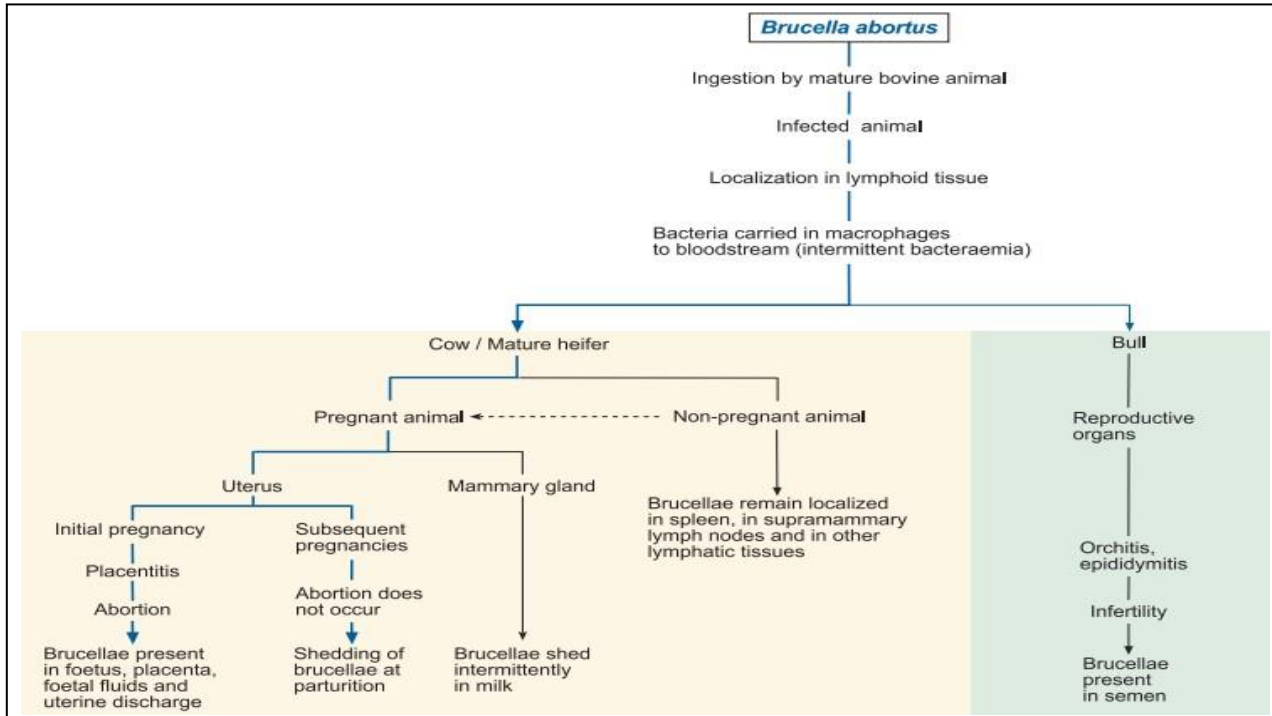 Brucella abortus
Ingestion by mature bovine animal
Infected animal
Localization in lymphoid tissue
Bacteria carried in macrophages
to bloodstream (intermittent bacteraemia)
Cow / Mature heifer
Bull
Pregnant animal
Non-pregnant animal
Reproductive
organs
Uterus
Mammary gland
Brucellae remain localized
in spleen, in supramammary
lymph nodes and in other
lymphatic tissues
Initial pregnancy
Subsequent
pregnancies
Orchitis,
epididymitis
Placentitis
Abortion
Abortion does
not occur
Infertility
Brucellae present
in foetus, placenta,
foetal fluids and
uterine discharge
Shedding of
brucellae at
parturition
Brucellae shed
intermittently
in milk
Brucellae
present
in semen